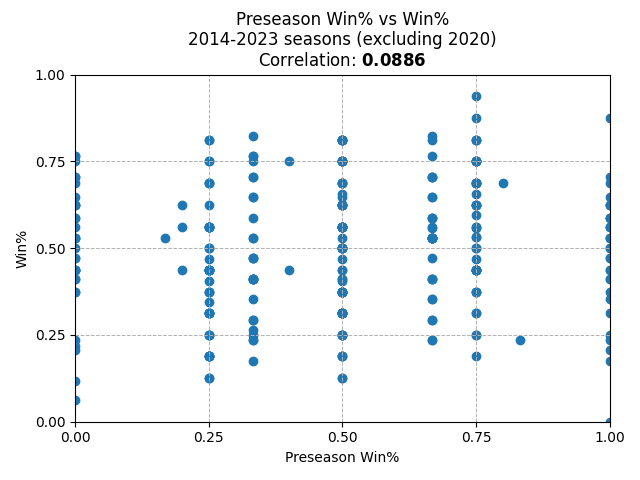 Preseason Win% vs Win%
2014-2023 seasons (excluding 2020)
Correlation: 0.0886
1.00
0.75
0.50
0.25
0.00
Win%
0.00 0.25 0.50 0.75 1.00
Preseason Win%